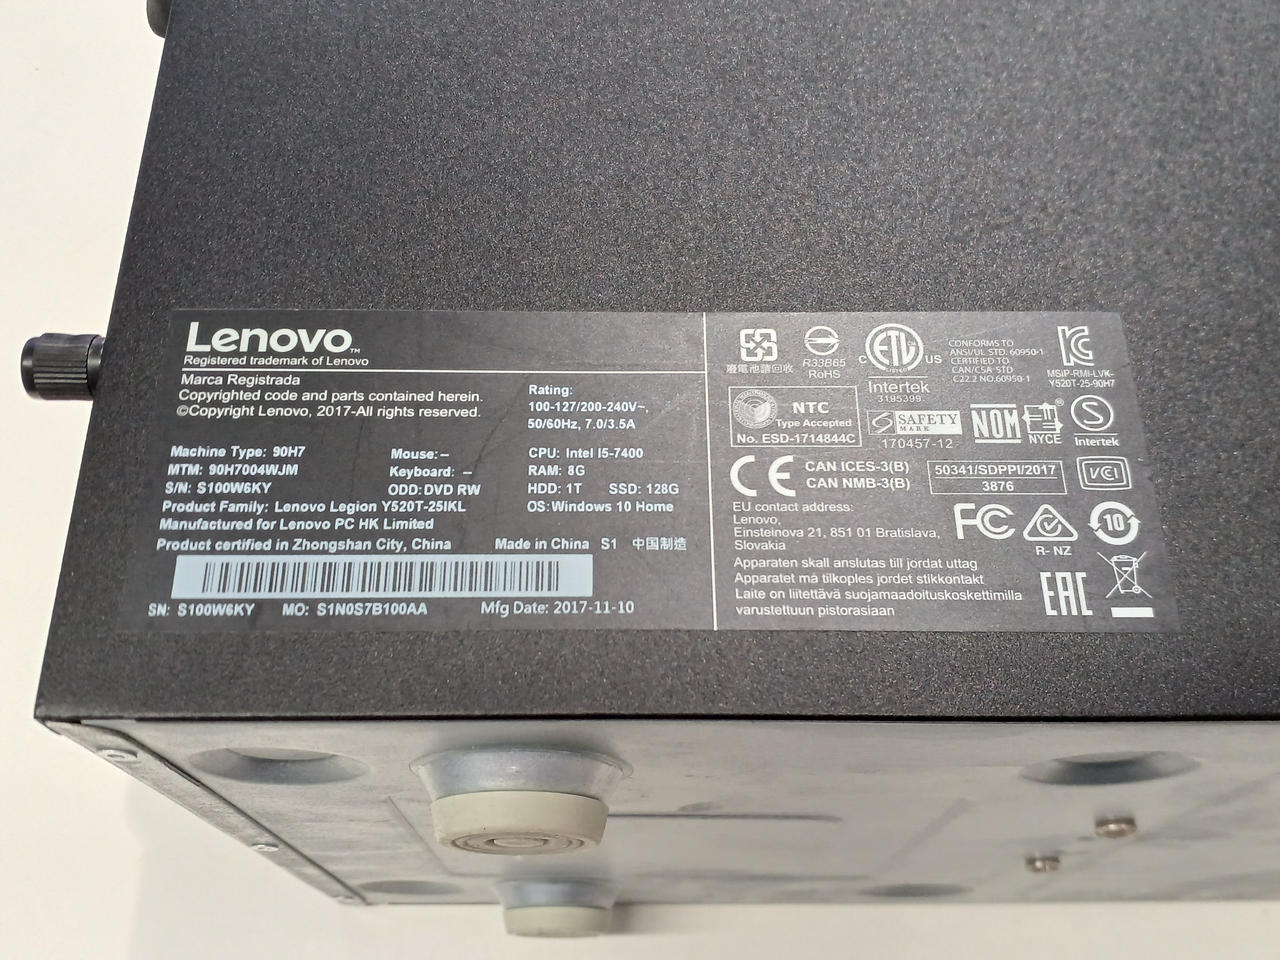 Lenovo™
Registered trademark of Lenovo
Marca Registrada
Copyrighted code and parts contained herein.
©Copyright Lenovo, 2017-All rights reserved.
Rating:
100-127/200-240V~,
50/60Hz, 7.0/3.5A
Machine Type: 90H7 Mouse: – CPU: Intel I5-7400
MTM: 90H7004WJM Keyboard: – RAM: 8G
S/N: S100W6KY ODD: DVD RW HDD: 1T SSD: 128G
Product Family: Lenovo Legion Y520T-25IKL OS: Windows 10 Home
Manufactured for Lenovo PC HK Limited
Product certified in Zhongshan City, China Made in China S1 中国制造
SN: S100W6KY MO: S1N0S7B100AA Mfg Date: 2017-11-10
廢電池請回收
R33B65
RoHS
C ETL US
LISTED
Intertek
3195399
CONFORMS TO
ANSI/UL STD. 60950-1
CERTIFIED TO
CAN/CSA STD
C22.2 NO.60950-1
MSIP-RMI-LVK-
Y520T-25-90H7
NTC
Type Accepted
No. ESD-1714844C
S SAFETY
MARK
170457-12
NOM
NYCE
S
Intertek
CE
CAN ICES-3(B)
CAN NMB-3(B)
50341/SDPPI/2017
3876
VCI
EU contact address:
Lenovo,
Einsteinova 21, 851 01 Bratislava,
Slovakia
FC
R- NZ
10
Apparaten skall anslutas till jordat uttag
Apparatet må tilkoples jordet stikkontakt
Laite on liitettävä suojamaadoituskoskettimilla
varustettuun pistorasiaan
EAC